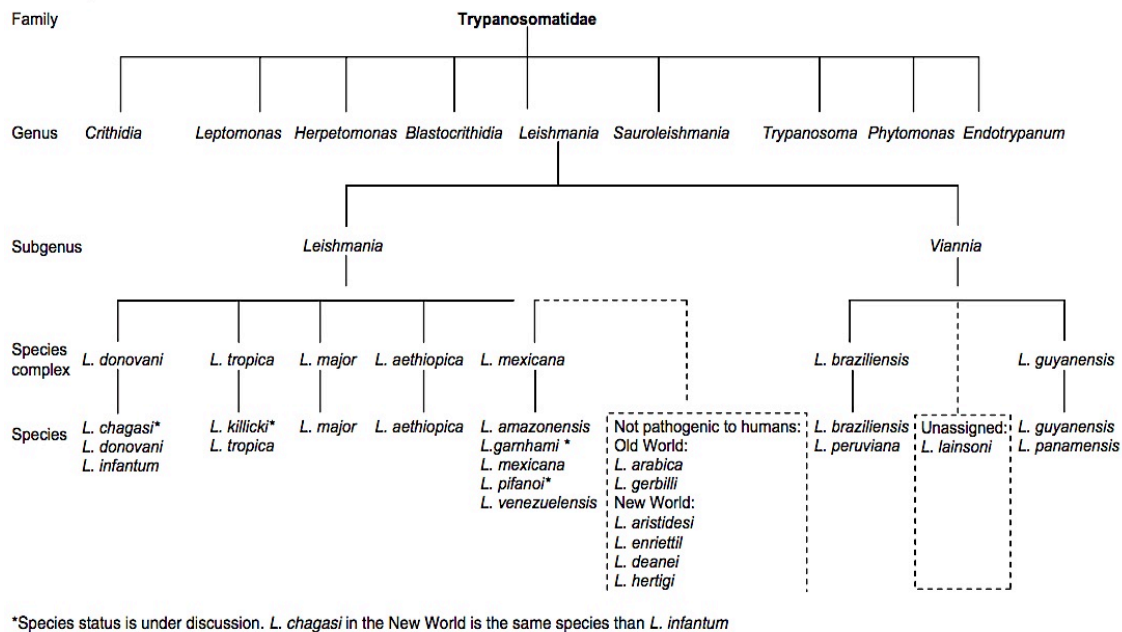 Family Trypanosomatidae
Genus Crithidia Leptomonas Herpetomonas Blastocrithidia Leishmania Sauroleishmania Trypanosoma Phytomonas Endotrypanum
Subgenus Leishmania Viannia
Species complex L. donovani L. tropica L. major L. aethiopica L. mexicana L. braziliensis L. guyanensis
Species L. chagasi* L. killicki* L. major L. aethiopica L. amazonensis Not pathogenic to humans: L. braziliensis Unassigned: L. guyanensis
L. donovani L. tropica L.garnhami * Old World: L. peruviana L. lainsoni L. panamensis
L. infantum L. mexicana L. arabica
L. pifanoi* L. gerbilli
L. venezuelensis New World:
L. aristidesi
L. enriettil
L. deanei
L. hertigi
*Species status is under discussion. L. chagasi in the New World is the same species than L. infantum